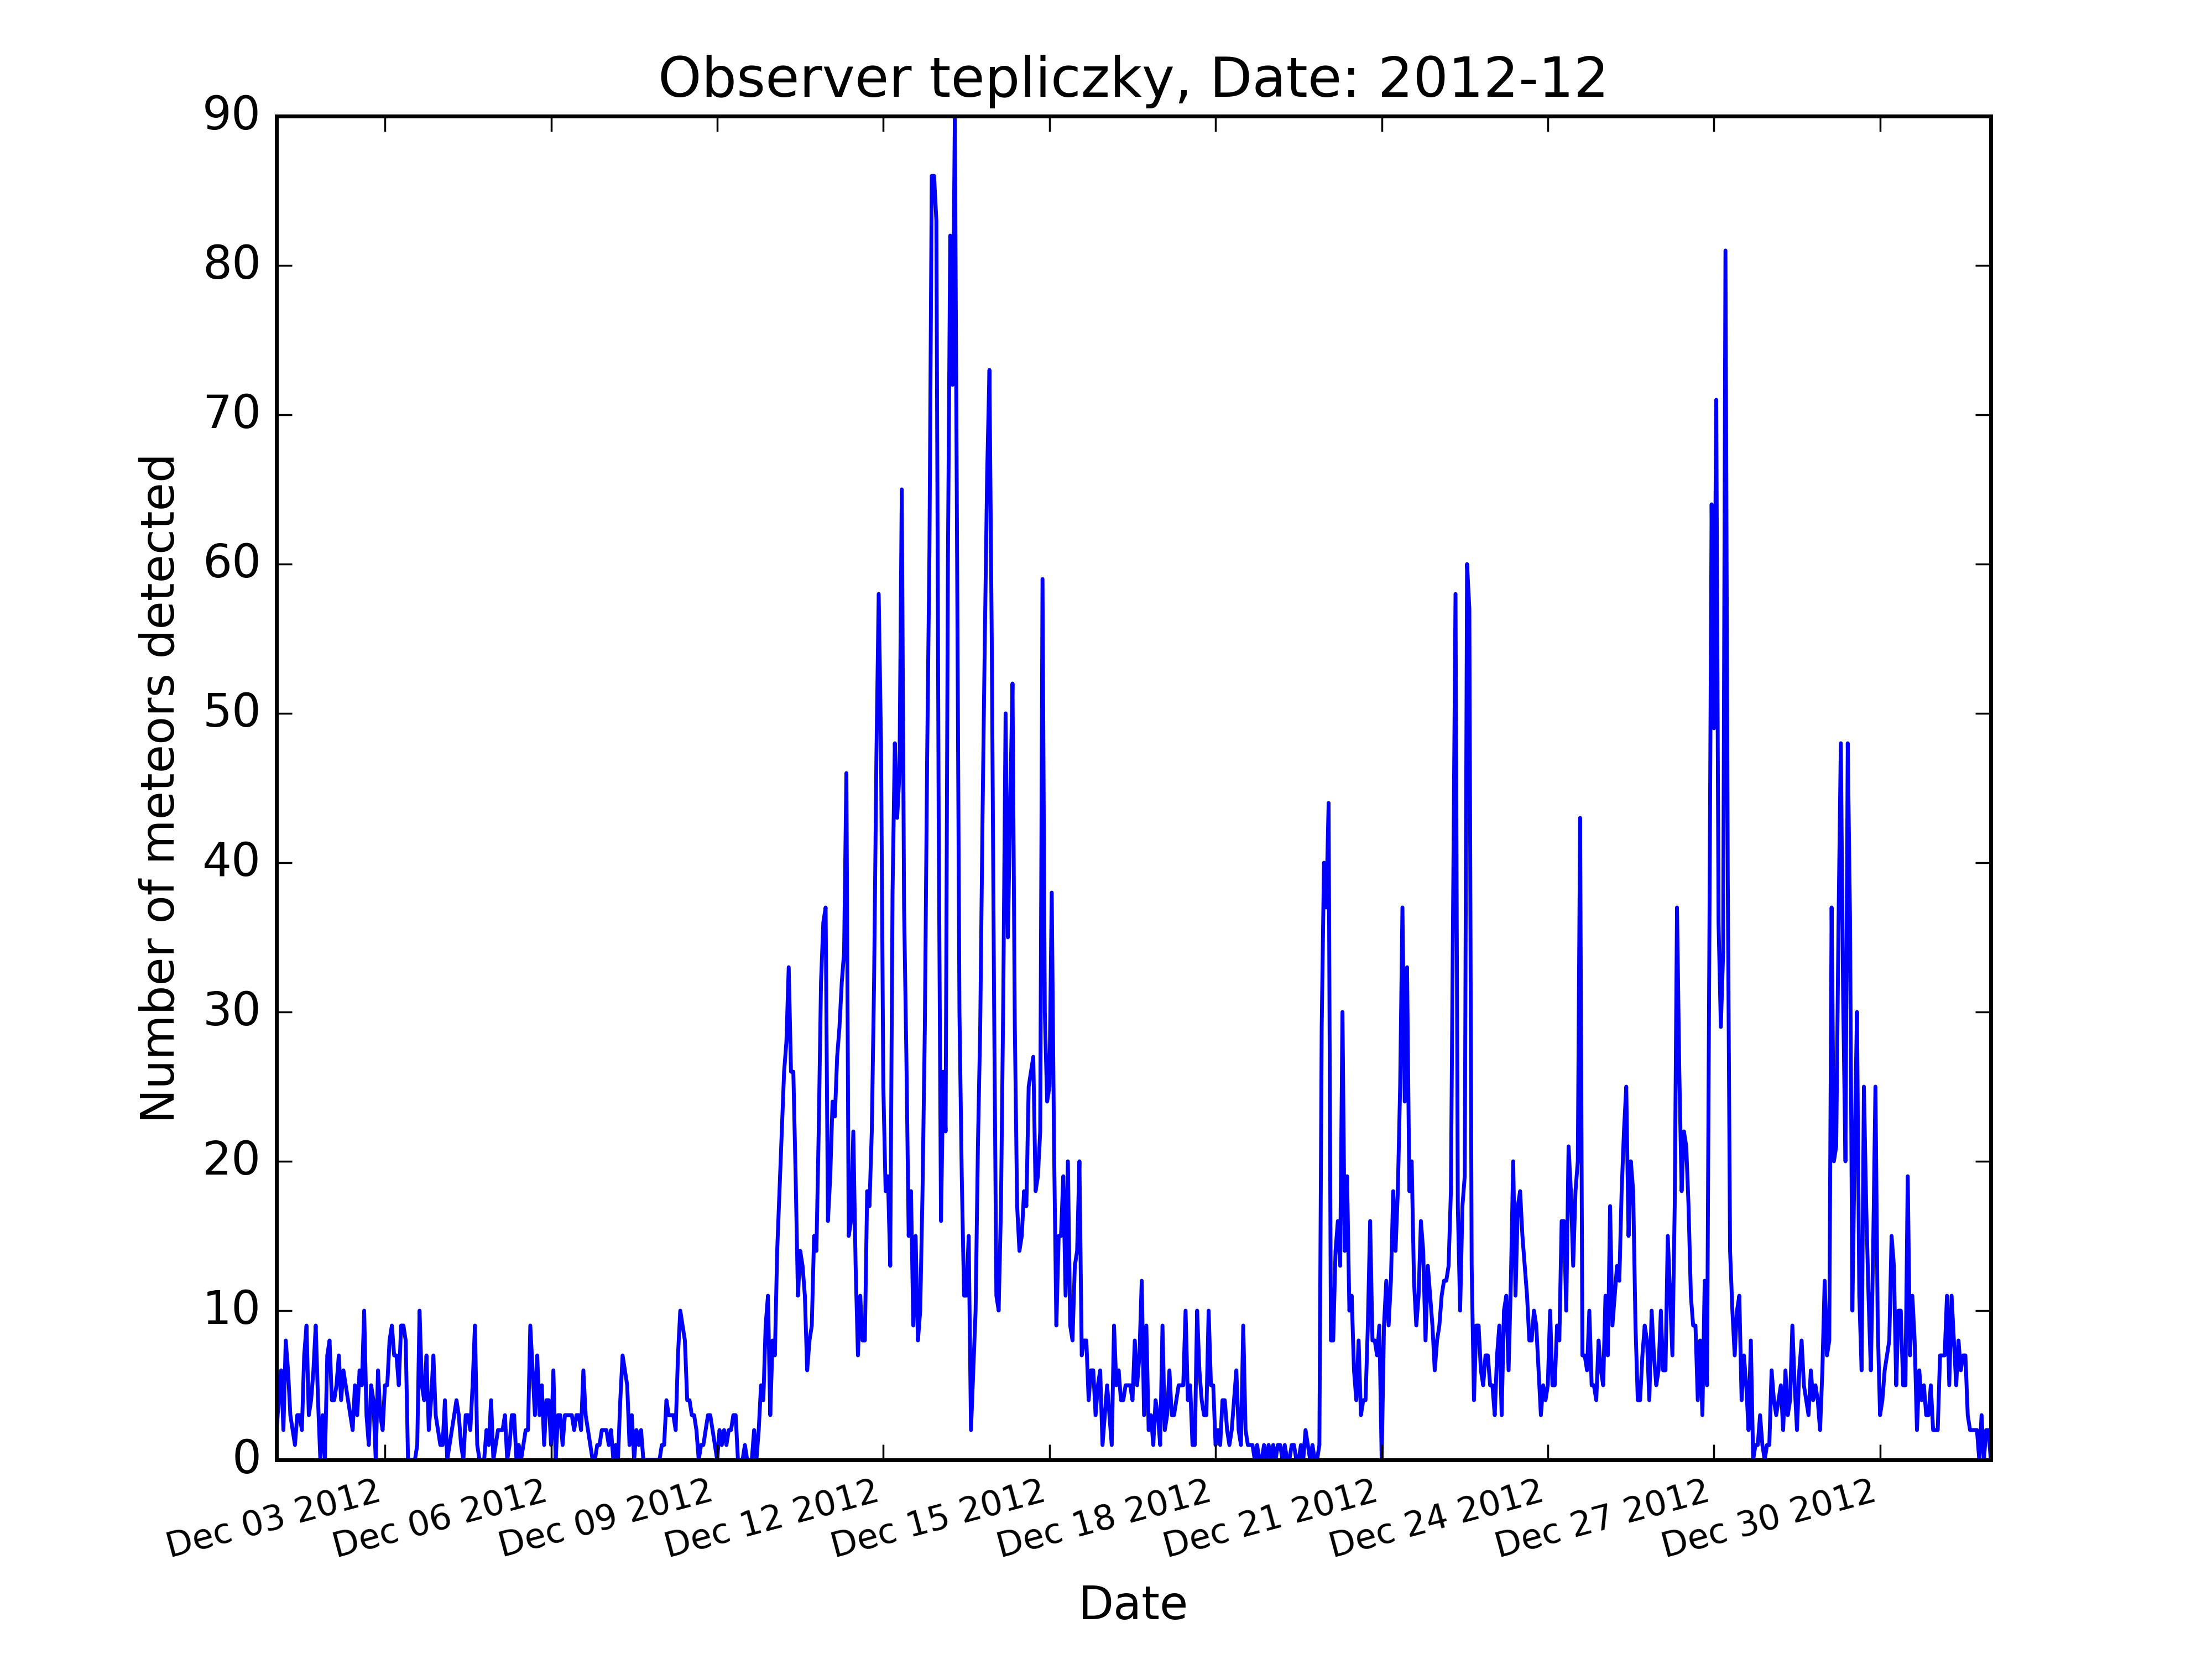 Observer tepliczky, Date: 2012-12
Number of meteors detected
90
80
70
60
50
40
30
20
10
0
Dec 03 2012
Dec 06 2012
Dec 09 2012
Dec 12 2012
Dec 15 2012
Dec 18 2012
Dec 21 2012
Dec 24 2012
Dec 27 2012
Dec 30 2012
Date